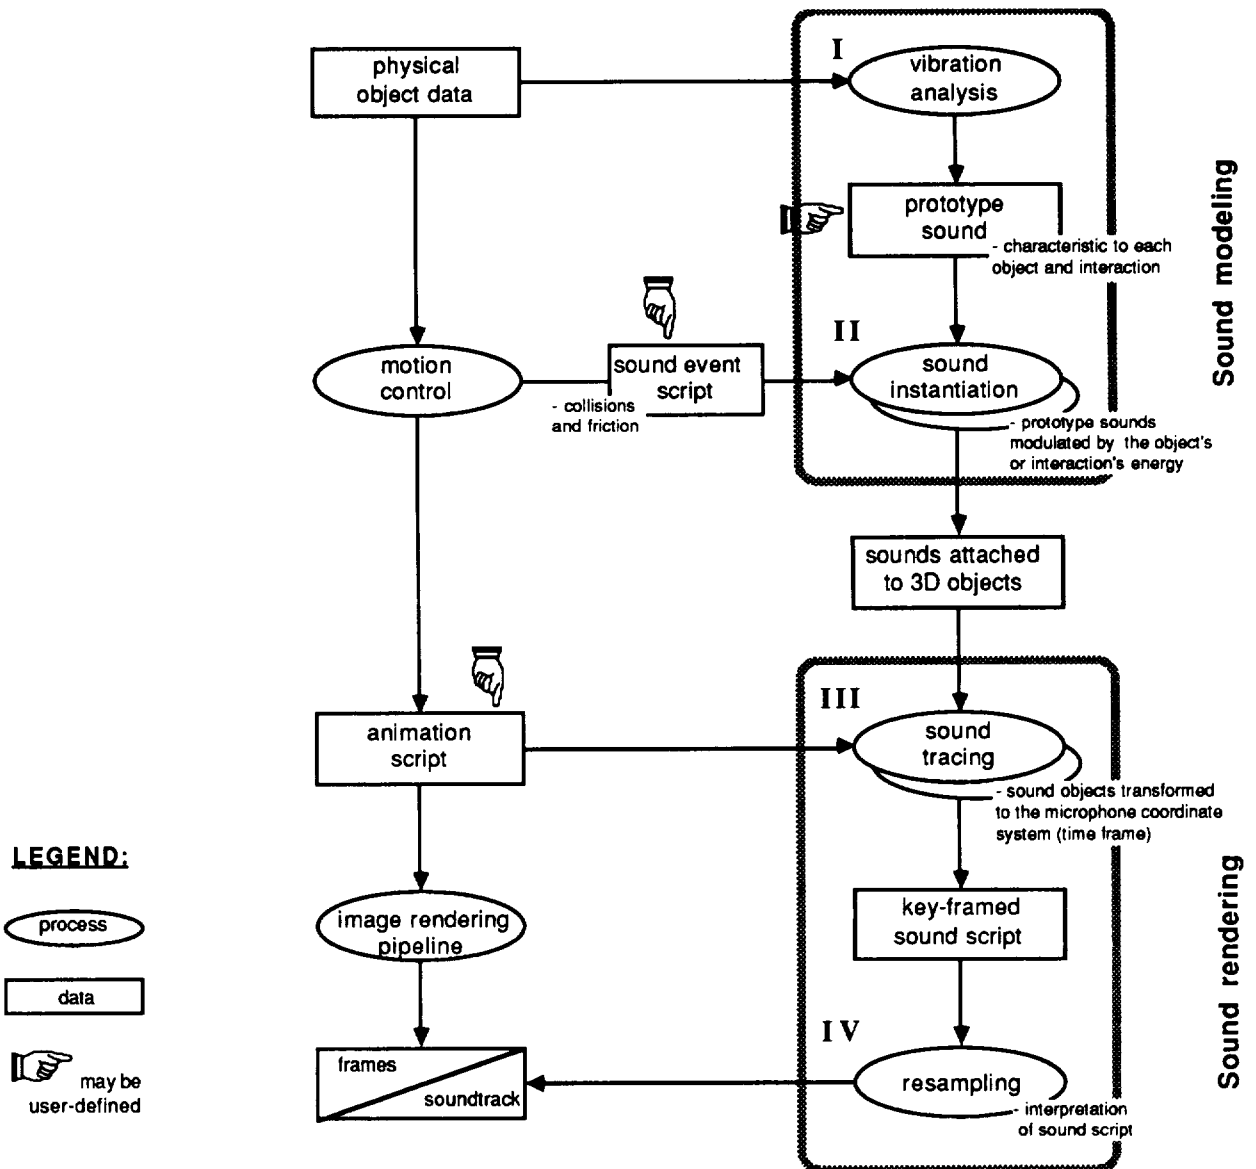 physical
object data
I
vibration
analysis
prototype
sound
- characteristic to each
object and interaction
Sound modeling
motion
control
- collisions
and friction
sound event
script
II
sound
instantiation
- prototype sounds
modulated by the object's
or interaction's energy
sounds attached
to 3D objects
animation
script
III
sound
tracing
- sound objects transformed
to the microphone coordinate
system (time frame)
Sound rendering
LEGEND:
process
data
may be
user-defined
image rendering
pipeline
key-framed
sound script
frames
soundtrack
IV
resampling
- interpretation
of sound script